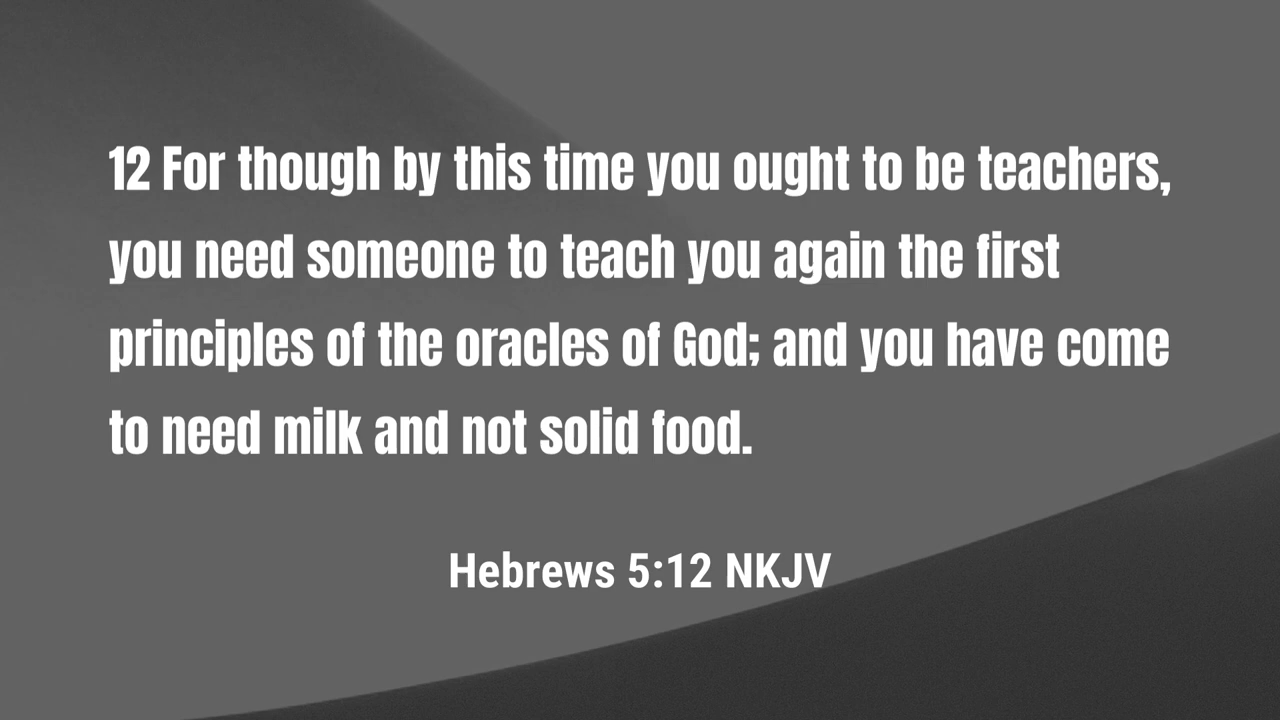 12 For though by this time you ought to be teachers,
you need someone to teach you again the first
principles of the oracles of God; and you have come
to need milk and not solid food.
Hebrews 5:12 NKJV